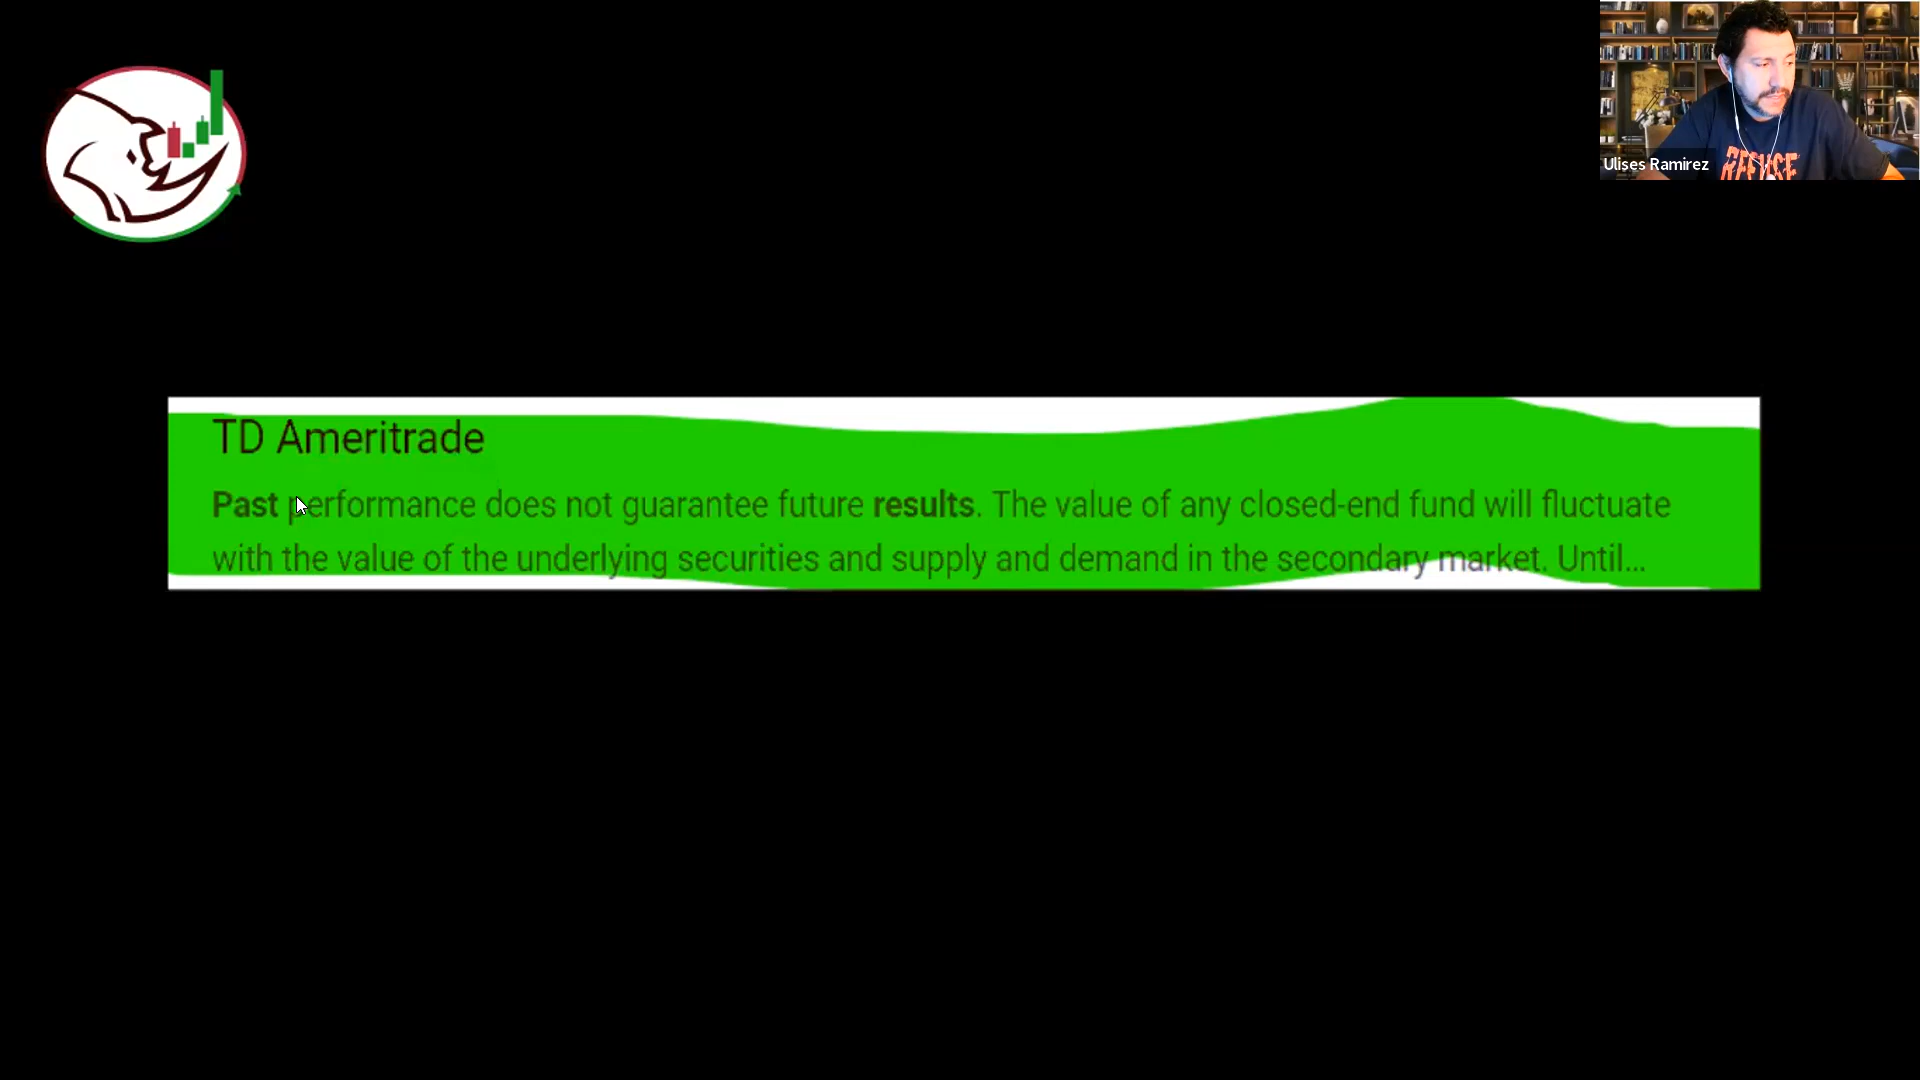 Ulises Ramirez
REFUSE
TD Ameritrade
Past performance does not guarantee future results. The value of any closed-end fund will fluctuate
with the value of the underlying securities and supply and demand in the secondary market. Until...